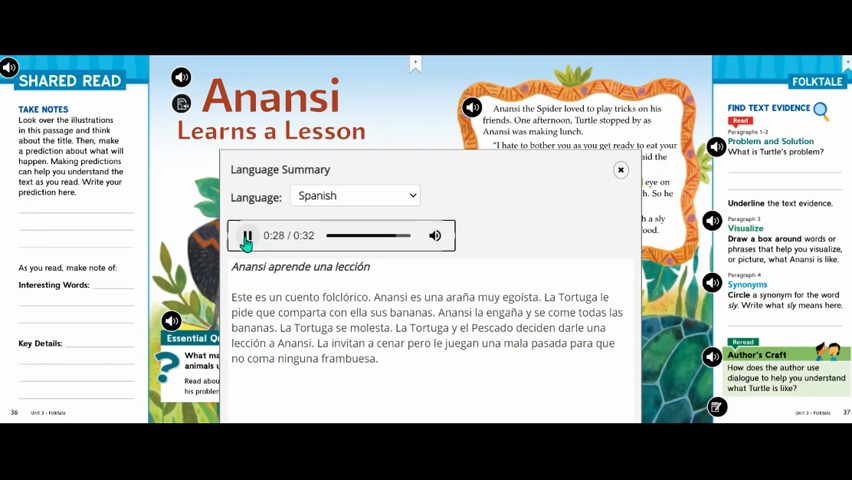 SHARED READ
TAKE NOTES
Look over the illustrations
in this passage and think
about the title. Then, make
a prediction about what will
happen. Making predictions
can help you understand the
text as you read. Write your
prediction here.
As you read, make note of:
Interesting Words:
Key Details:
36
Unit 3 • Folktale
Anansi
Learns a Lesson
Essential Qu
What ma
animals u
Read abou
his problem
Anansi the Spider loved to play tricks on his
friends. One afternoon, Turtle stopped by as
Anansi was making lunch.
"I hate to bother you as you get ready to eat your
aid the
eye on
h. So he
h a sly
ood.
Language Summary
Language:
Spanish
0:28 / 0:32
Anansi aprende una lección
Este es un cuento folclórico. Anansi es una araña muy egoísta. La Tortuga le
pide que comparta con ella sus bananas. Anansi la engaña y se come todas las
bananas. La Tortuga se molesta. La Tortuga y el Pescado deciden darle una
lección a Anansi. La invitan a cenar pero le juegan una mala pasada para que
no coma ninguna frambuesa.
FOLKTALE
FIND TEXT EVIDENCE
Read
Paragraphs 1-2
Problem and Solution
What is Turtle's problem?
Underline the text evidence.
Paragraph 3
Visualize
Draw a box around words or
phrases that help you visualize,
or picture, what Anansi is like.
Paragraph 4
Synonyms
Circle a synonym for the word
sly. Write what sly means here.
Reread
Author's Craft
How does the author use
dialogue to help you understand
what Turtle is like?
Unit 3 • Folktale
37